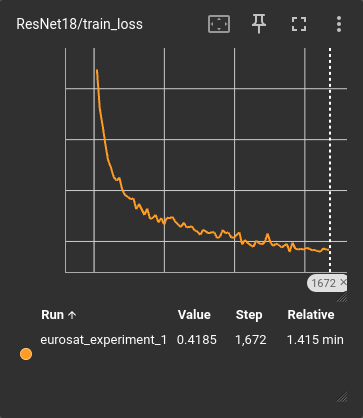 ResNet18/train_loss
1672 ×
Run ↑ Value Step Relative
eurosat_experiment_1 0.4185 1,672 1.415 min